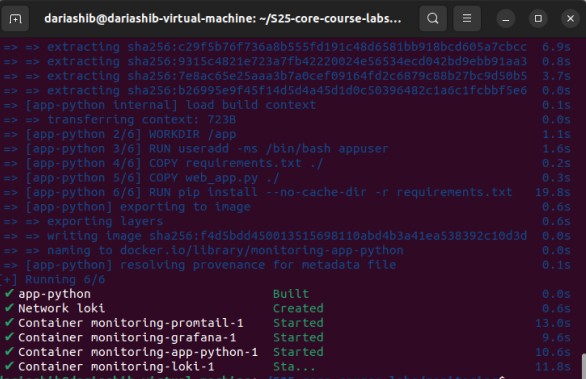 dariashib@dariashib-virtual-machine: ~/S25-core-course-labs...
=> => extracting sha256:c29f5b76f736a8b555fd191c48d6581bb918bcd605a7cbcc 6.9s
=> => extracting sha256:9315c4821e723a7fb42220024e56534ecd042bd9ebb91aa3 0.8s
=> => extracting sha256:7e8ac65e25aaa3b7a0cef09164fd2c6879c88b27bc9d50b5 3.7s
=> => extracting sha256:b26995e9f45f14d5d4a45d1d0c50396482c1a6c1fcbbf5e6 0.0s
=> [app-python internal] load build context 0.1s
=> => transferring context: 723B 0.0s
=> [app-python 2/6] WORKDIR /app 1.1s
=> [app-python 3/6] RUN useradd -ms /bin/bash appuser 1.6s
=> [app-python 4/6] COPY requirements.txt ./ 0.2s
=> [app-python 5/6] COPY web_app.py ./ 0.3s
=> [app-python 6/6] RUN pip install --no-cache-dir -r requirements.txt 19.8s
=> [app-python] exporting to image 0.6s
=> => exporting layers 0.6s
=> => writing image sha256:f4d5bdd450013515698110abd4b3a41ea538392c10d3d 0.0s
=> => naming to docker.io/library/monitoring-app-python 0.0s
=> [app-python] resolving provenance for metadata file 0.1s
[+] Running 6/6
✔ app-python Built 0.0s
✔ Network loki Created 0.6s
✔ Container monitoring-promtail-1 Started 13.0s
✔ Container monitoring-grafana-1 Started 9.6s
✔ Container monitoring-app-python-1 Started 10.6s
✔ Container monitoring-loki-1 Sta... 11.8s